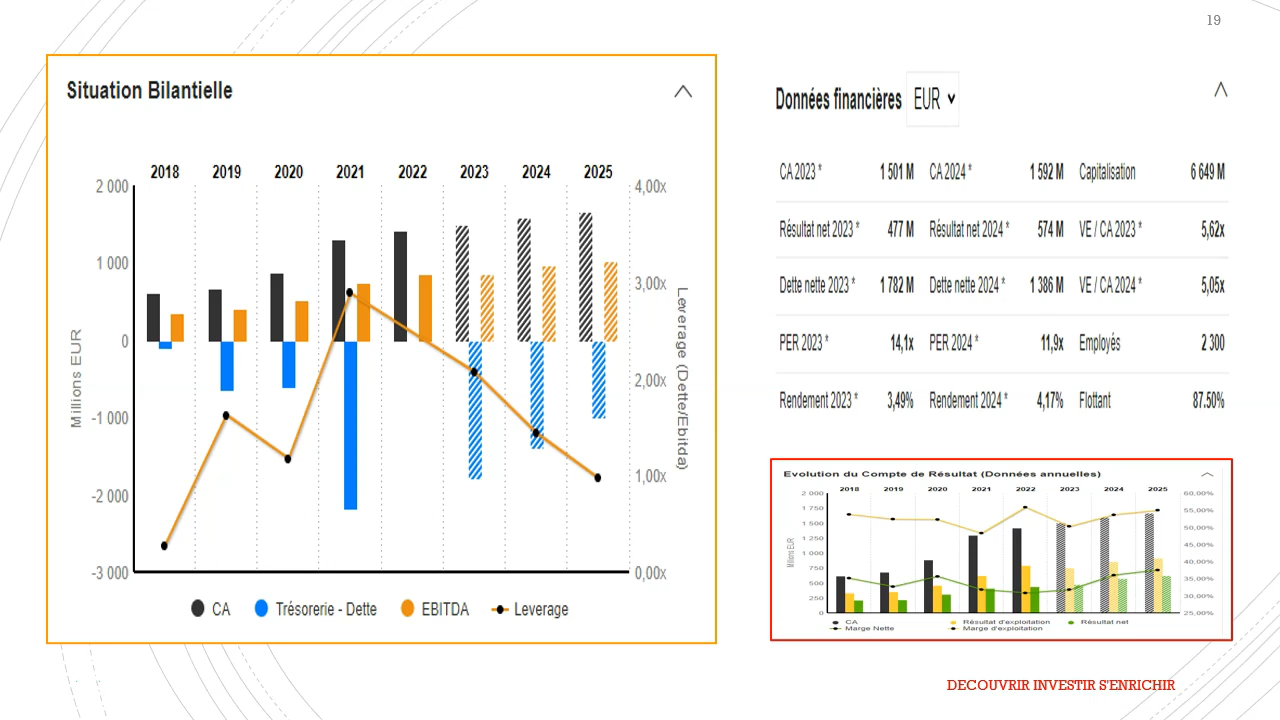 19
Situation Bilantielle
2018 2019 2020 2021 2022 2023 2024 2025
2 000
1 000
0
-1 000
-2 000
-3 000
Millions EUR
4,00x
3,00x
2,00x
1,00x
0,00x
Leverage (Dette/Ebitda)
CA Trésorerie - Dette EBITDA Leverage
Données financières EUR
CA 2023 * 1 501 M CA 2024 * 1 592 M Capitalisation 6 649 M
Résultat net 2023 * 477 M Résultat net 2024 * 574 M VE / CA 2023 * 5,62x
Dette nette 2023 * 1 782 M Dette nette 2024 * 1 386 M VE / CA 2024 * 5,05x
PER 2023 * 14,1x PER 2024 * 11,9x Employés 2 300
Rendement 2023 * 3,49% Rendement 2024 * 4,17% Flottant 87.50%
Evolution du Compte de Résultat (Données annuelles)
2018 2019 2020 2021 2022 2023 2024 2025
2 000
1 750
1 500
1 250
1 000
750
500
250
0
Millions EUR
60,00%
55,00%
50,00%
45,00%
40,00%
35,00%
30,00%
25,00%
CA Résultat d'exploitation Résultat net
Marge Nette Marge d'exploitation
DECOUVRIR INVESTIR S'ENRICHIR